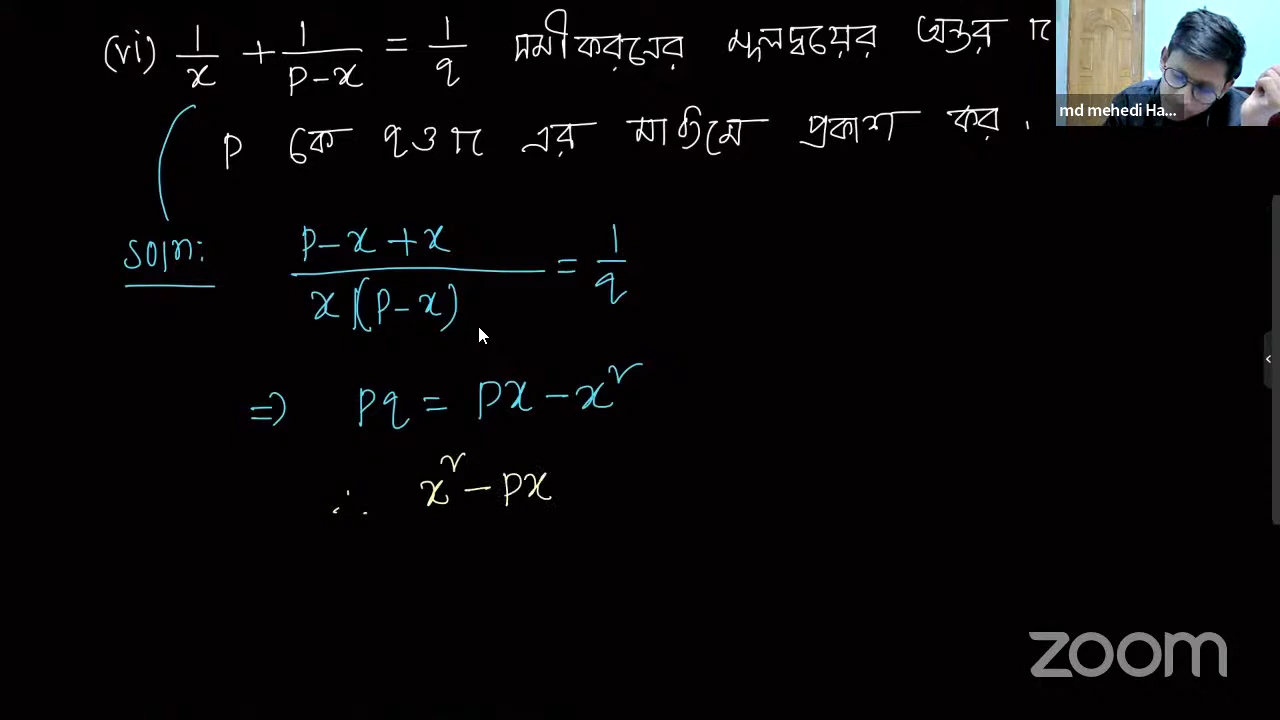 (vi) 1/x + 1/(p-x) = 1/q সমীকরনের মূলদ্বয়ের অন্তর r
md mehedi Ha...
p কে q ও r এর মাধ্যমে প্রকাশ কর.
soln: (p-x+x)/(x(p-x)) = 1/q
⇒ pq = px - x²
∴ x² - px
zoom